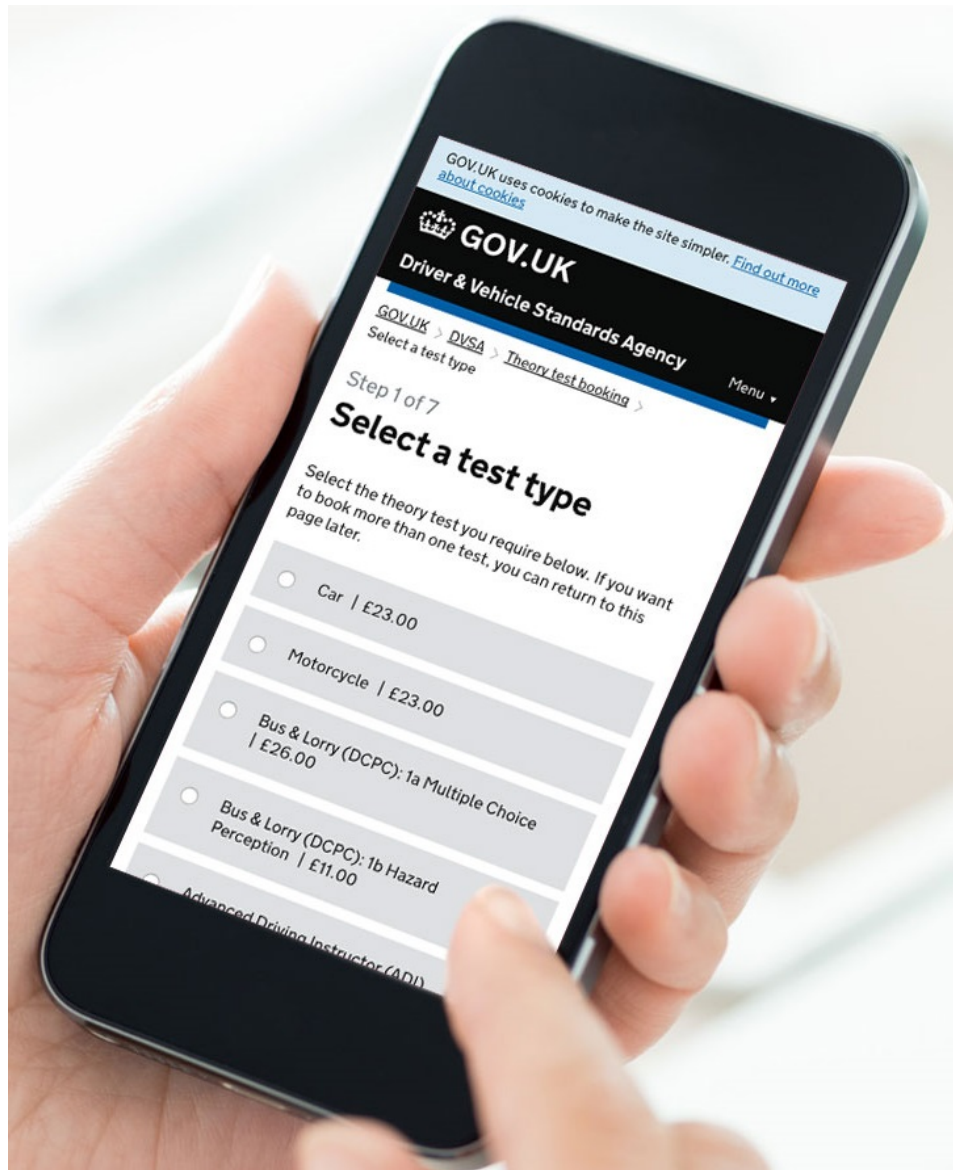 GOV.UK uses cookies to make the site simpler. Find out more
about cookies
GOV.UK
Driver & Vehicle Standards Agency
Menu
GOV.UK > DVSA > Theory test booking >
Select a test type
Step 1 of 7
Select a test type
Select the theory test you require below. If you want
to book more than one test, you can return to this
page later.
Car | £23.00
Motorcycle | £23.00
Bus & Lorry (DCPC): 1a Multiple Choice
| £26.00
Bus & Lorry (DCPC): 1b Hazard
Perception | £11.00
Advanced Driving Instructor (ADI)